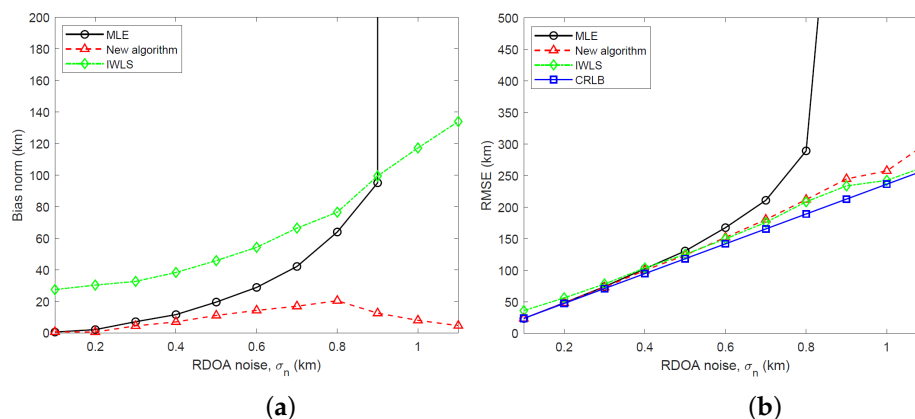 200
180
160
140
120
100
80
60
40
20
0
Bias norm (km)
MLE
New algorithm
IWLS
0.2
0.4
0.6
0.8
1
RDOA noise, σn (km)
(a)
500
450
400
350
300
250
200
150
100
50
0
RMSE (km)
MLE
New algorithm
IWLS
CRLB
0.2
0.4
0.6
0.8
1
RDOA noise, σn (km)
(b)